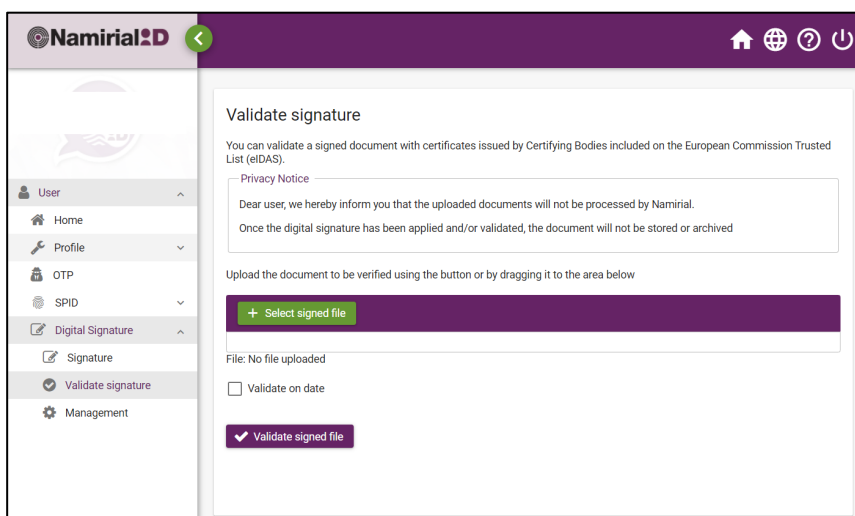 Namirial ID
User
Home
Profile
OTP
SPID
Digital Signature
Signature
Validate signature
Management
Validate signature
You can validate a signed document with certificates issued by Certifying Bodies included on the European Commission Trusted
List (eIDAS).
Privacy Notice
Dear user, we hereby inform you that the uploaded documents will not be processed by Namirial.
Once the digital signature has been applied and/or validated, the document will not be stored or archived
Upload the document to be verified using the button or by dragging it to the area below
+ Select signed file
File: No file uploaded
Validate on date
Validate signed file